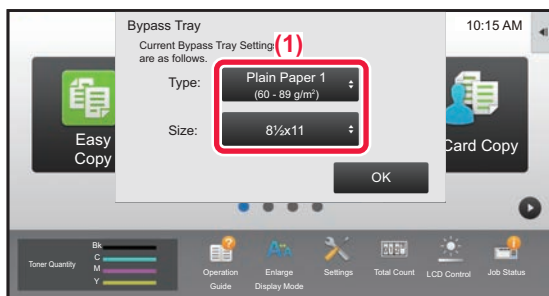 Bypass Tray
10:15 AM
Current Bypass Tray Setting
(1)
are as follows.
Type:
Plain Paper 1
(60 - 89 g/m²)
Size:
8½x11
OK
Easy
Copy
Card Copy
Toner Quantity
Bk
C
M
Y
Operation
Guide
Enlarge
Display Mode
Settings
Total Count
LCD Control
Job Status